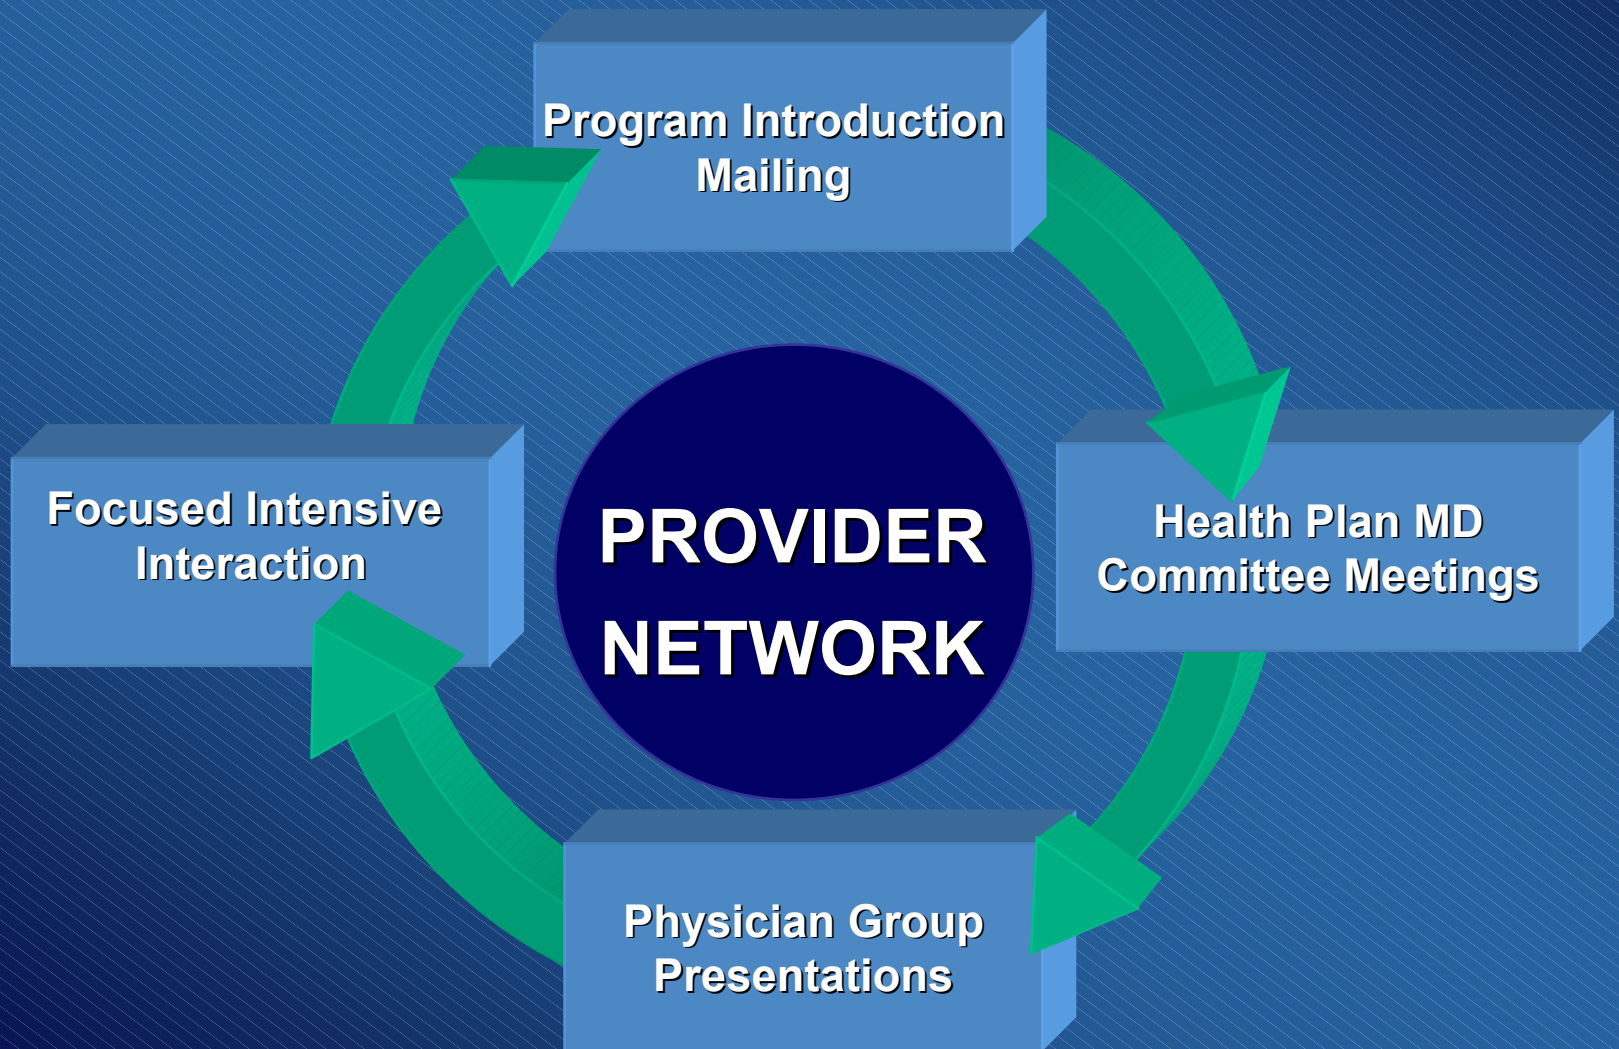 Program Introduction
Mailing
Health Plan MD
Committee Meetings
Physician Group
Presentations
Focused Intensive
Interaction
PROVIDER
NETWORK